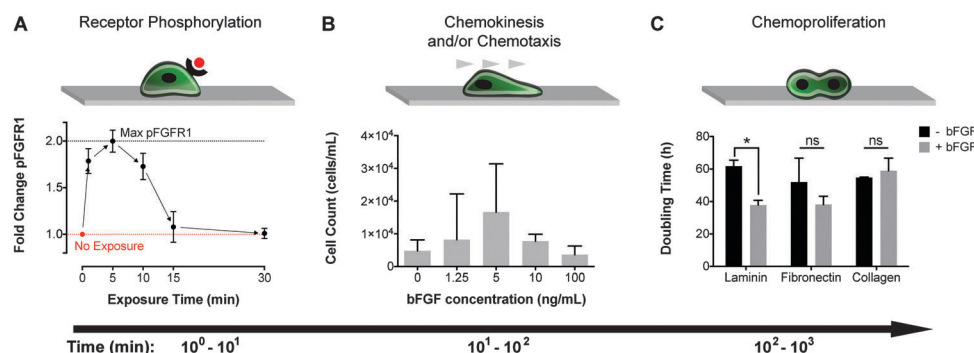 A
Receptor Phosphorylation
Fold Change pFGFR1
2.0
1.0
Max pFGFR1
No Exposure
0
5
10
15
30
Exposure Time (min)
B
Chemokinesis
and/or Chemotaxis
Cell Count (cells/mL)
4×10⁴
3×10⁴
2×10⁴
1×10⁴
0
0
1.25
5
10
100
bFGF concentration (ng/mL)
C
Chemoproliferation
- bFGF
+ bFGF
Doubling Time (h)
80
60
40
20
0
*
ns
ns
Laminin
Fibronectin
Collagen
Time (min):
10⁰ - 10¹
10¹ - 10²
10² - 10³